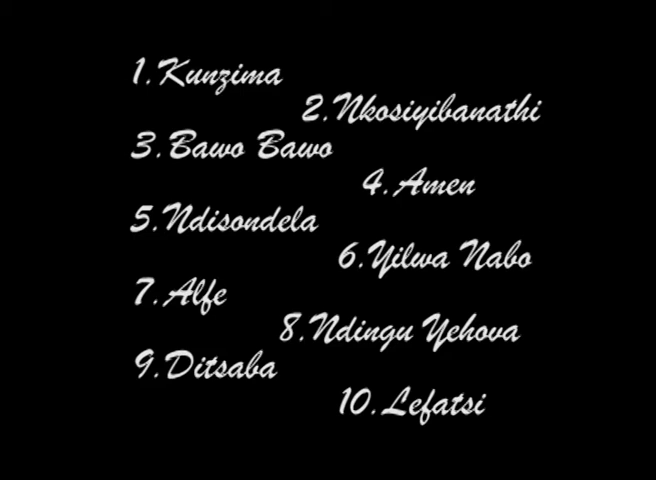 1.Kunzima
2.Nkosiyibanathi
3.Bawo Bawo
4.Amen
5.Ndisondela
6.Yilwa Nabo
7.Alfe
8.Ndingu Yehova
9.Ditsaba
10.Lefatsi